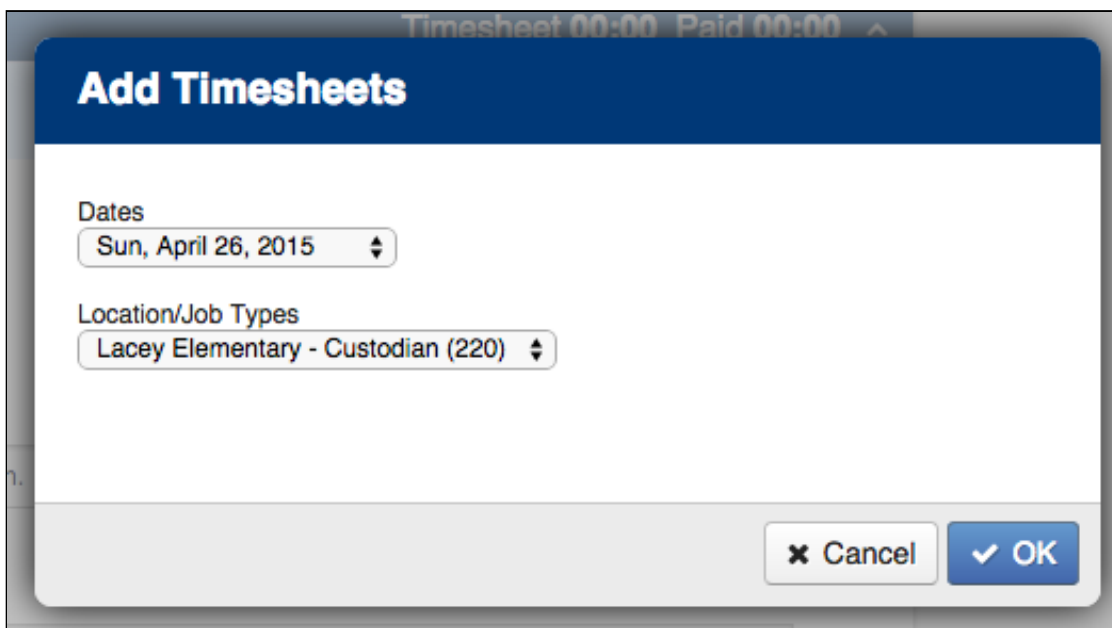 Timesheet 00:00 Paid 00:00
Add Timesheets
Dates
Sun, April 26, 2015
Location/Job Types
Lacey Elementary - Custodian (220)
n.
Cancel
OK